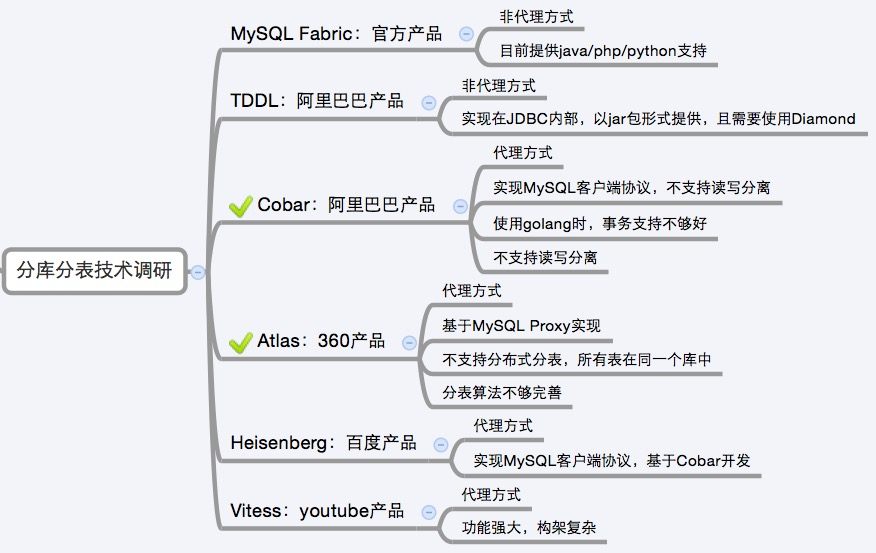 分库分表技术调研
MySQL Fabric：官方产品
非代理方式
目前提供java/php/python支持
TDDL：阿里巴巴产品
非代理方式
实现在JDBC内部，以jar包形式提供，且需要使用Diamond
Cobar：阿里巴巴产品
代理方式
实现MySQL客户端协议，不支持读写分离
使用golang时，事务支持不够好
不支持读写分离
Atlas：360产品
代理方式
基于MySQL Proxy实现
不支持分布式分表，所有表在同一个库中
分表算法不够完善
Heisenberg：百度产品
代理方式
实现MySQL客户端协议，基于Cobar开发
Vitess：youtube产品
代理方式
功能强大，构架复杂